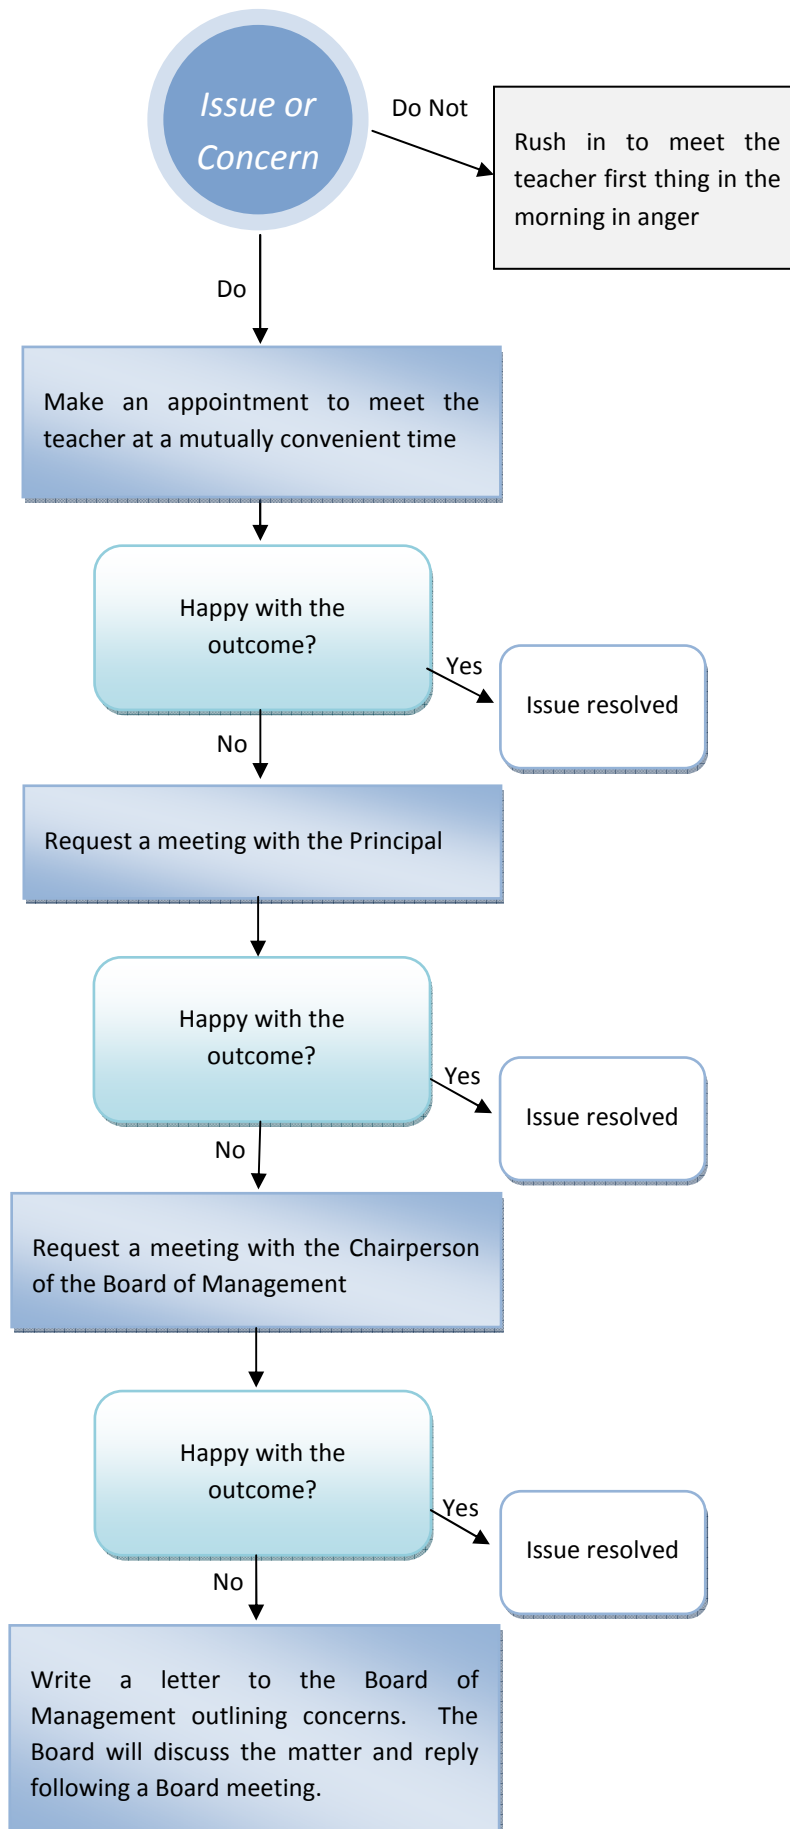 Issue or
Concern
Do Not
Rush in to meet the
teacher first thing in the
morning in anger
Do
Make an appointment to meet the
teacher at a mutually convenient time
Happy with the
outcome?
Yes
Issue resolved
No
Request a meeting with the Principal
Happy with the
outcome?
Yes
Issue resolved
No
Request a meeting with the Chairperson
of the Board of Management
Happy with the
outcome?
Yes
Issue resolved
No
Write a letter to the Board of
Management outlining concerns. The
Board will discuss the matter and reply
following a Board meeting.